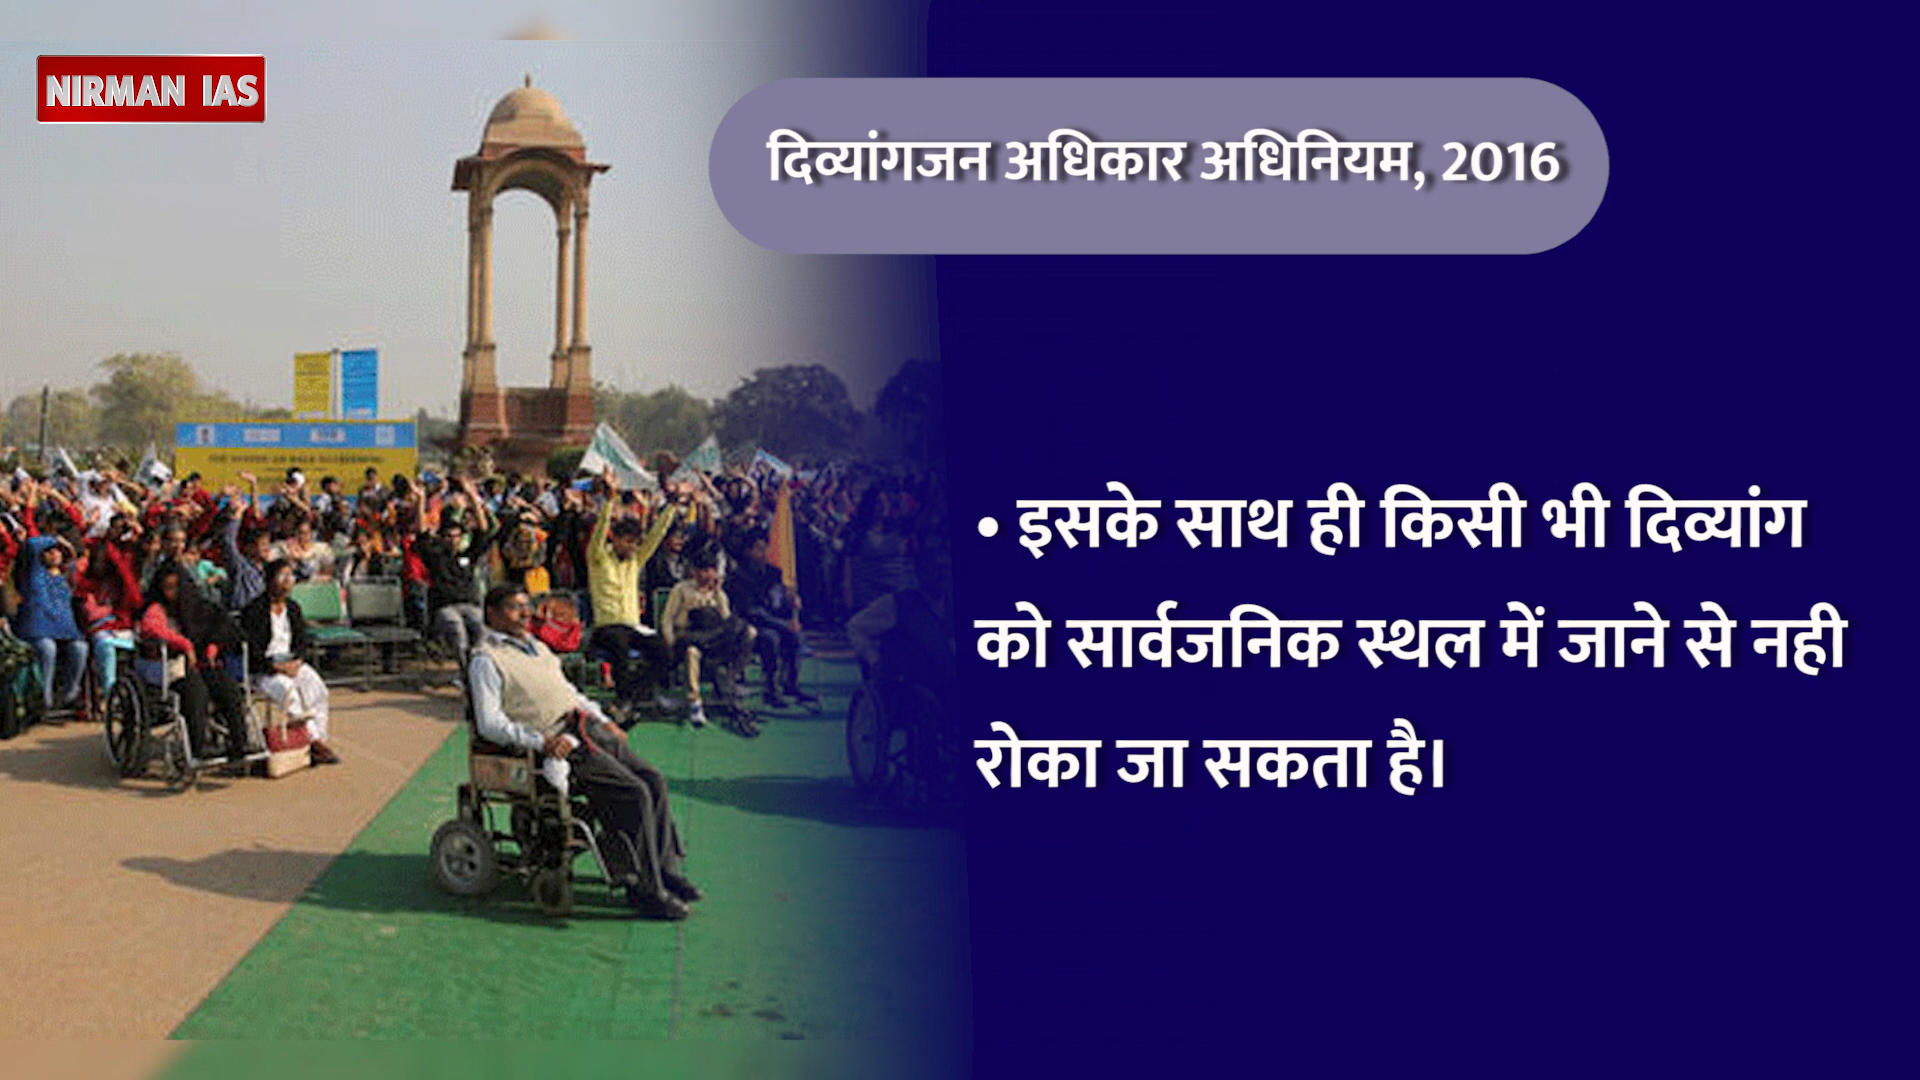 NIRMAN IAS
दिव्यांगजन अधिकार अधिनियम, 2016
• इसके साथ ही किसी भी दिव्यांग
को सार्वजनिक स्थल में जाने से नही
रोका जा सकता है।